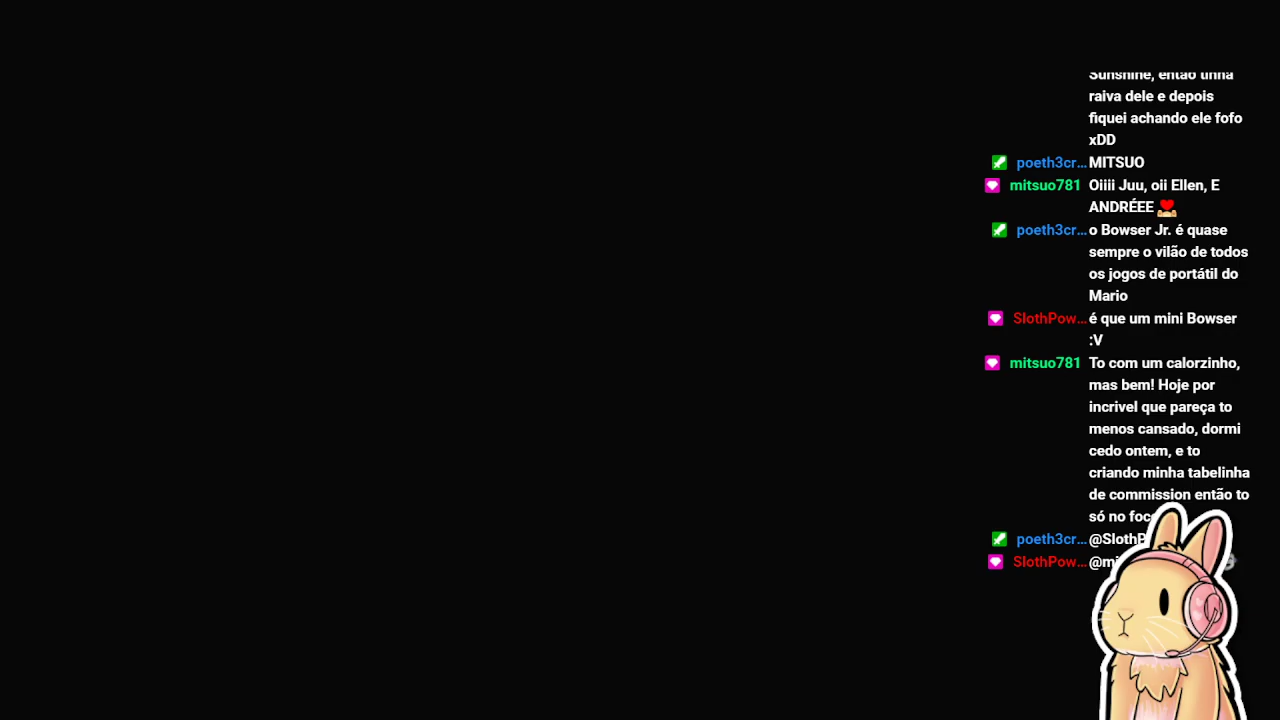 Sunshine, então tinha
raiva dele e depois
fiquei achando ele fofo
xDD
poeth3cr... MITSUO
mitsuo781 Oiiii Juu, oii Ellen, E
ANDRÉEE
poeth3cr... o Bowser Jr. é quase
sempre o vilão de todos
os jogos de portátil do
Mario
SlothPow... é que um mini Bowser
:V
mitsuo781 To com um calorzinho,
mas bem! Hoje por
incrivel que pareça to
menos cansado, dormi
cedo ontem, e to
criando minha tabelinha
de commission então to
só no
poeth3cr...
SlothPow...